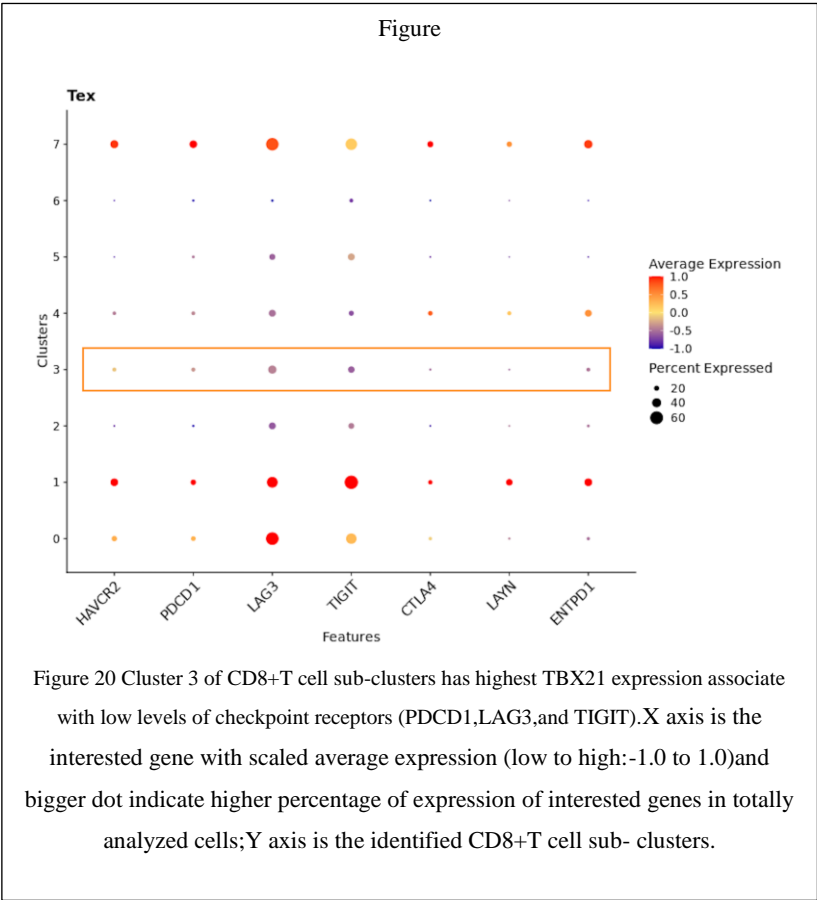 Figure
Tex
7
6
5
4
3
2
1
0
Clusters
HAVCR2
PDCD1
LAG3
TIGIT
CTLA4
LAYN
ENTPD1
Features
Average Expression
1.0
0.5
0.0
-0.5
-1.0
Percent Expressed
20
40
60
Figure 20 Cluster 3 of CD8+T cell sub-clusters has highest TBX21 expression associate
with low levels of checkpoint receptors (PDCD1,LAG3,and TIGIT).X axis is the
interested gene with scaled average expression (low to high:-1.0 to 1.0)and
bigger dot indicate higher percentage of expression of interested genes in totally
analyzed cells;Y axis is the identified CD8+T cell sub- clusters.